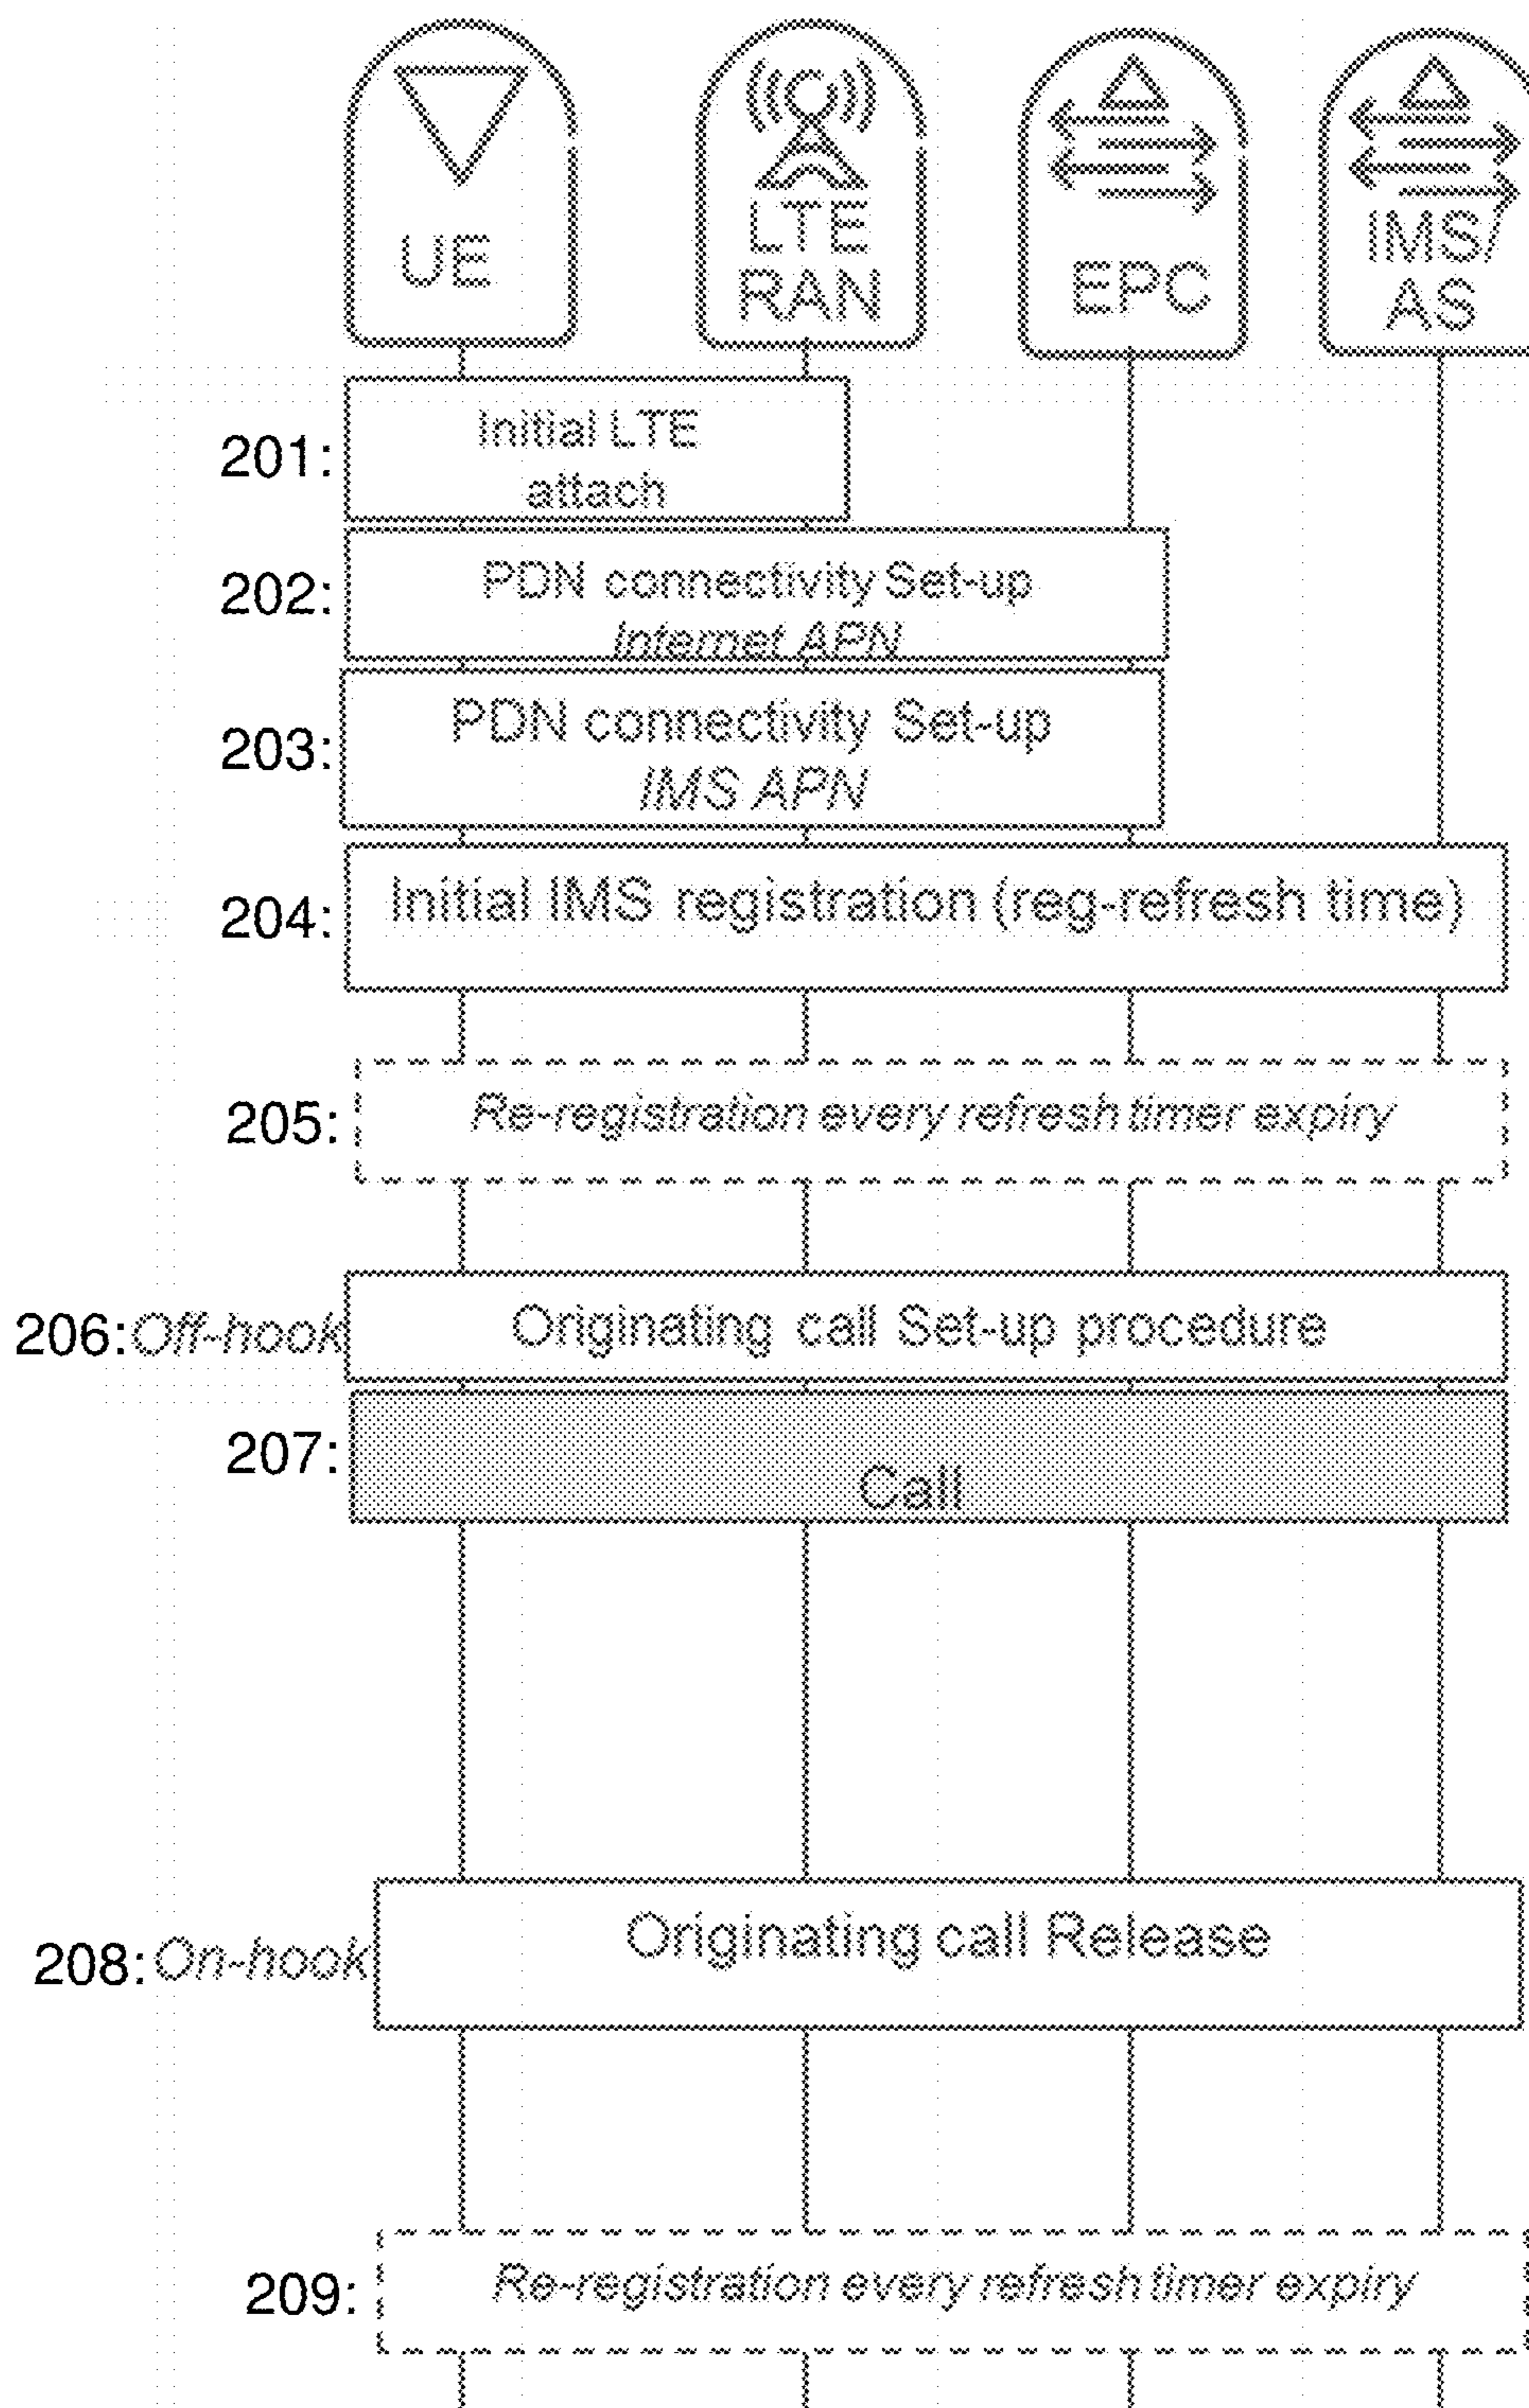 UE
LTE
RAN
EPC
IMS/
AS
201:
Initial LTE
attach
202:
PDN connectivity Set-up
Internet APN
203:
PDN connectivity Set-up
IMS APN
204:
Initial IMS registration (reg-refresh time)
205:
Re-registration every refresh timer expiry
206: Off-hook
Originating call Set-up procedure
207:
Call
208: On-hook
Originating call Release
209:
Re-registration every refresh timer expiry